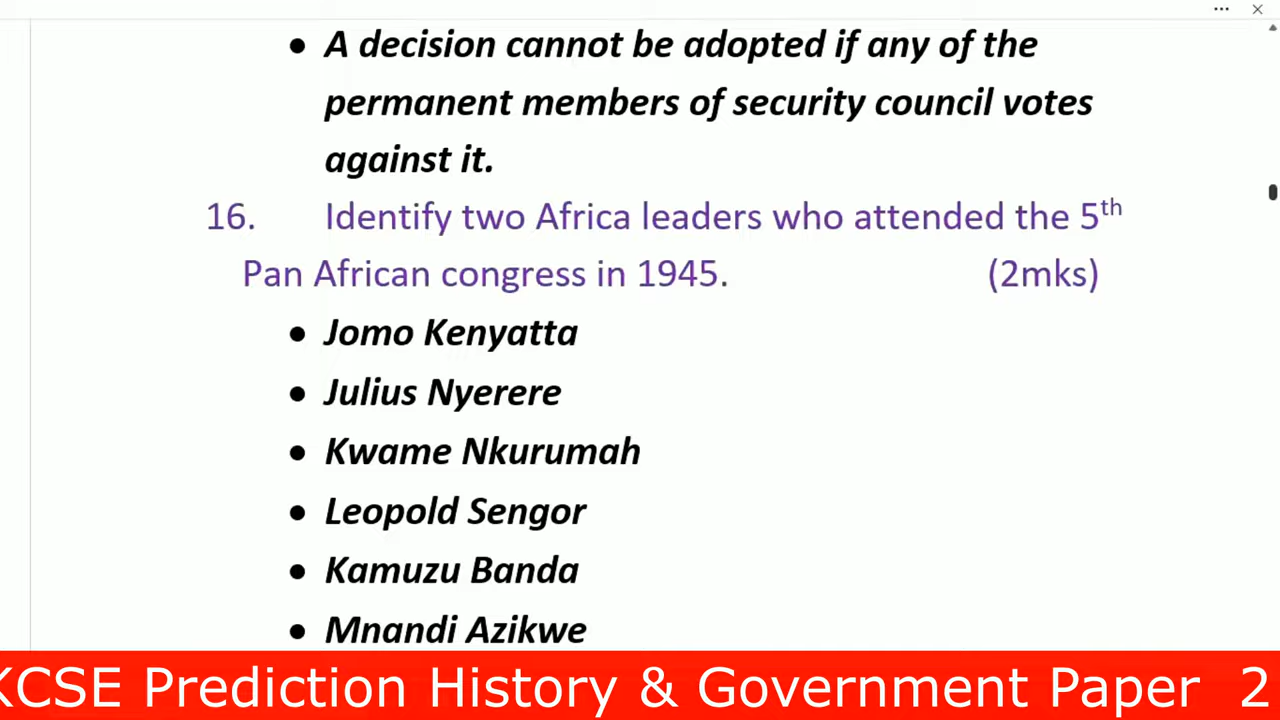 • A decision cannot be adopted if any of the
permanent members of security council votes
against it.
16. Identify two Africa leaders who attended the 5th
Pan African congress in 1945. (2mks)
• Jomo Kenyatta
• Julius Nyerere
• Kwame Nkurumah
• Leopold Sengor
• Kamuzu Banda
• Mnandi Azikwe
KCSE Prediction History & Government Paper 2